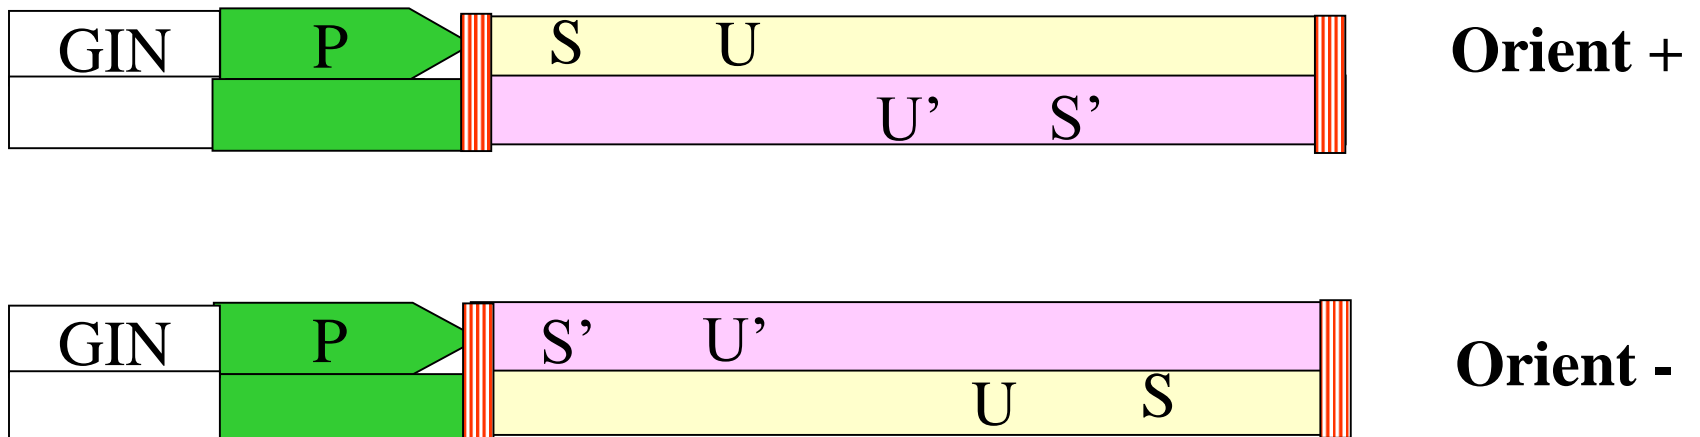 GIN P S U Orient +
U’ S’
GIN P S’ U’ Orient -
U S